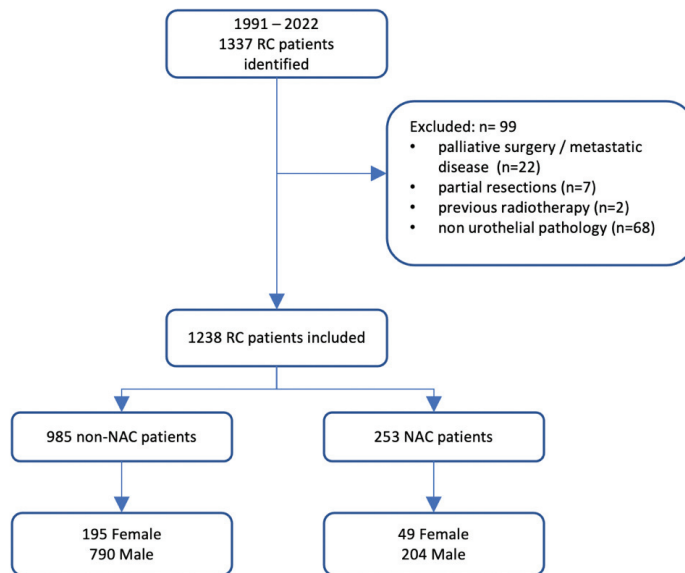 1991 – 2022
1337 RC patients
identified
Excluded: n= 99
• palliative surgery / metastatic
disease (n=22)
• partial resections (n=7)
• previous radiotherapy (n=2)
• non urothelial pathology (n=68)
1238 RC patients included
985 non-NAC patients
253 NAC patients
195 Female
790 Male
49 Female
204 Male